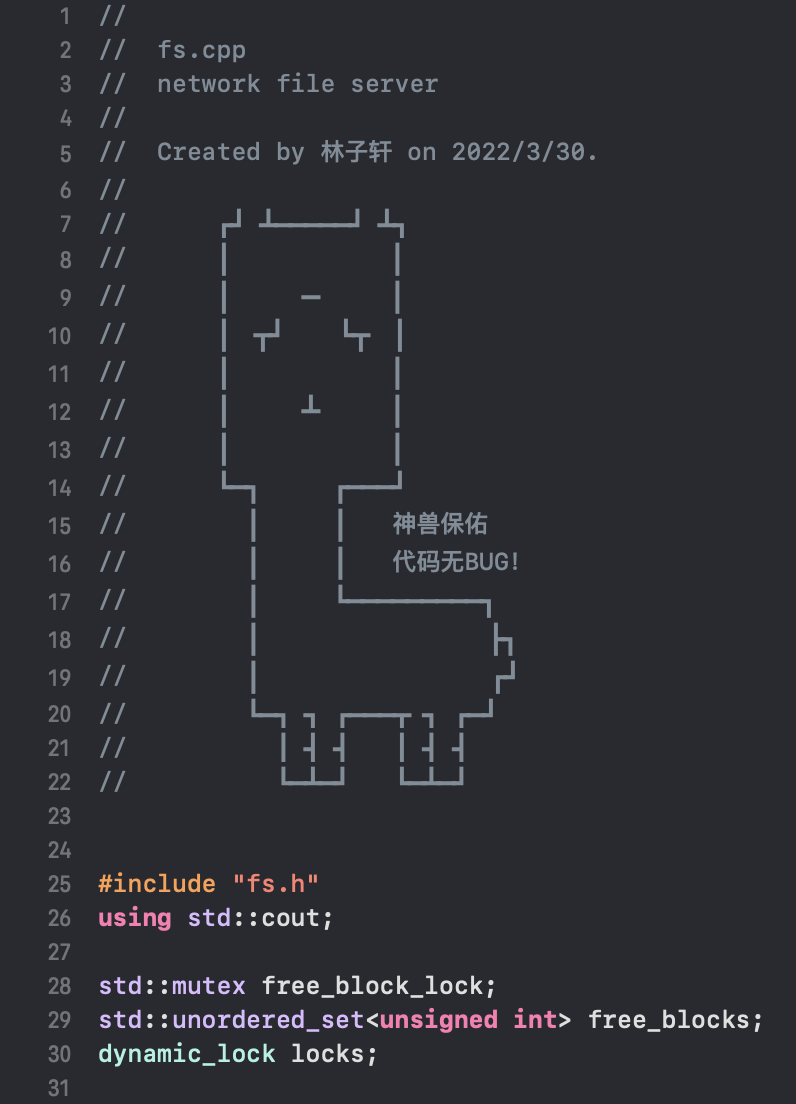 1 //
2 // fs.cpp
3 // network file server
4 //
5 // Created by 林子轩 on 2022/3/30.
6 //
7 // ┏┛ ┻━━━━━┛ ┻┓
8 // ┃           ┃
9 // ┃     ━     ┃
10 // ┃ ┳┛   ┗┳ ┃
11 // ┃           ┃
12 // ┃     ┻     ┃
13 // ┃           ┃
14 // ┗━┓     ┏━━━┛
15 // ┃     ┃   神兽保佑
16 // ┃     ┃   代码无BUG!
17 // ┃     ┗━━━━━━━━━┓
18 // ┃               ┣┓
19 // ┃               ┏┛
20 // ┗━┓ ┓ ┏━━━┳ ┓ ┏━┛
21 // ┃ ┫ ┫   ┃ ┫ ┫
22 // ┗━┻━┛   ┗━┻━┛
23
24
25 #include "fs.h"
26 using std::cout;
27
28 std::mutex free_block_lock;
29 std::unordered_set<unsigned int> free_blocks;
30 dynamic_lock locks;
31